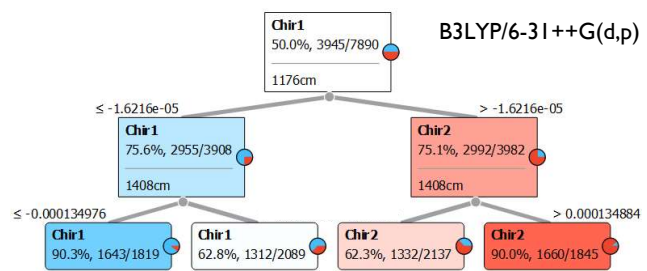 B3LYP/6-31++G(d,p)
Chir1
50.0%, 3945/7890
1176cm
≤ -1.6216e-05
> -1.6216e-05
Chir1
75.6%, 2955/3908
1408cm
Chir2
75.1%, 2992/3982
1408cm
≤ -0.000134976
> 0.000134884
Chir1
90.3%, 1643/1819
Chir1
62.8%, 1312/2089
Chir2
62.3%, 1332/2137
Chir2
90.0%, 1660/1845